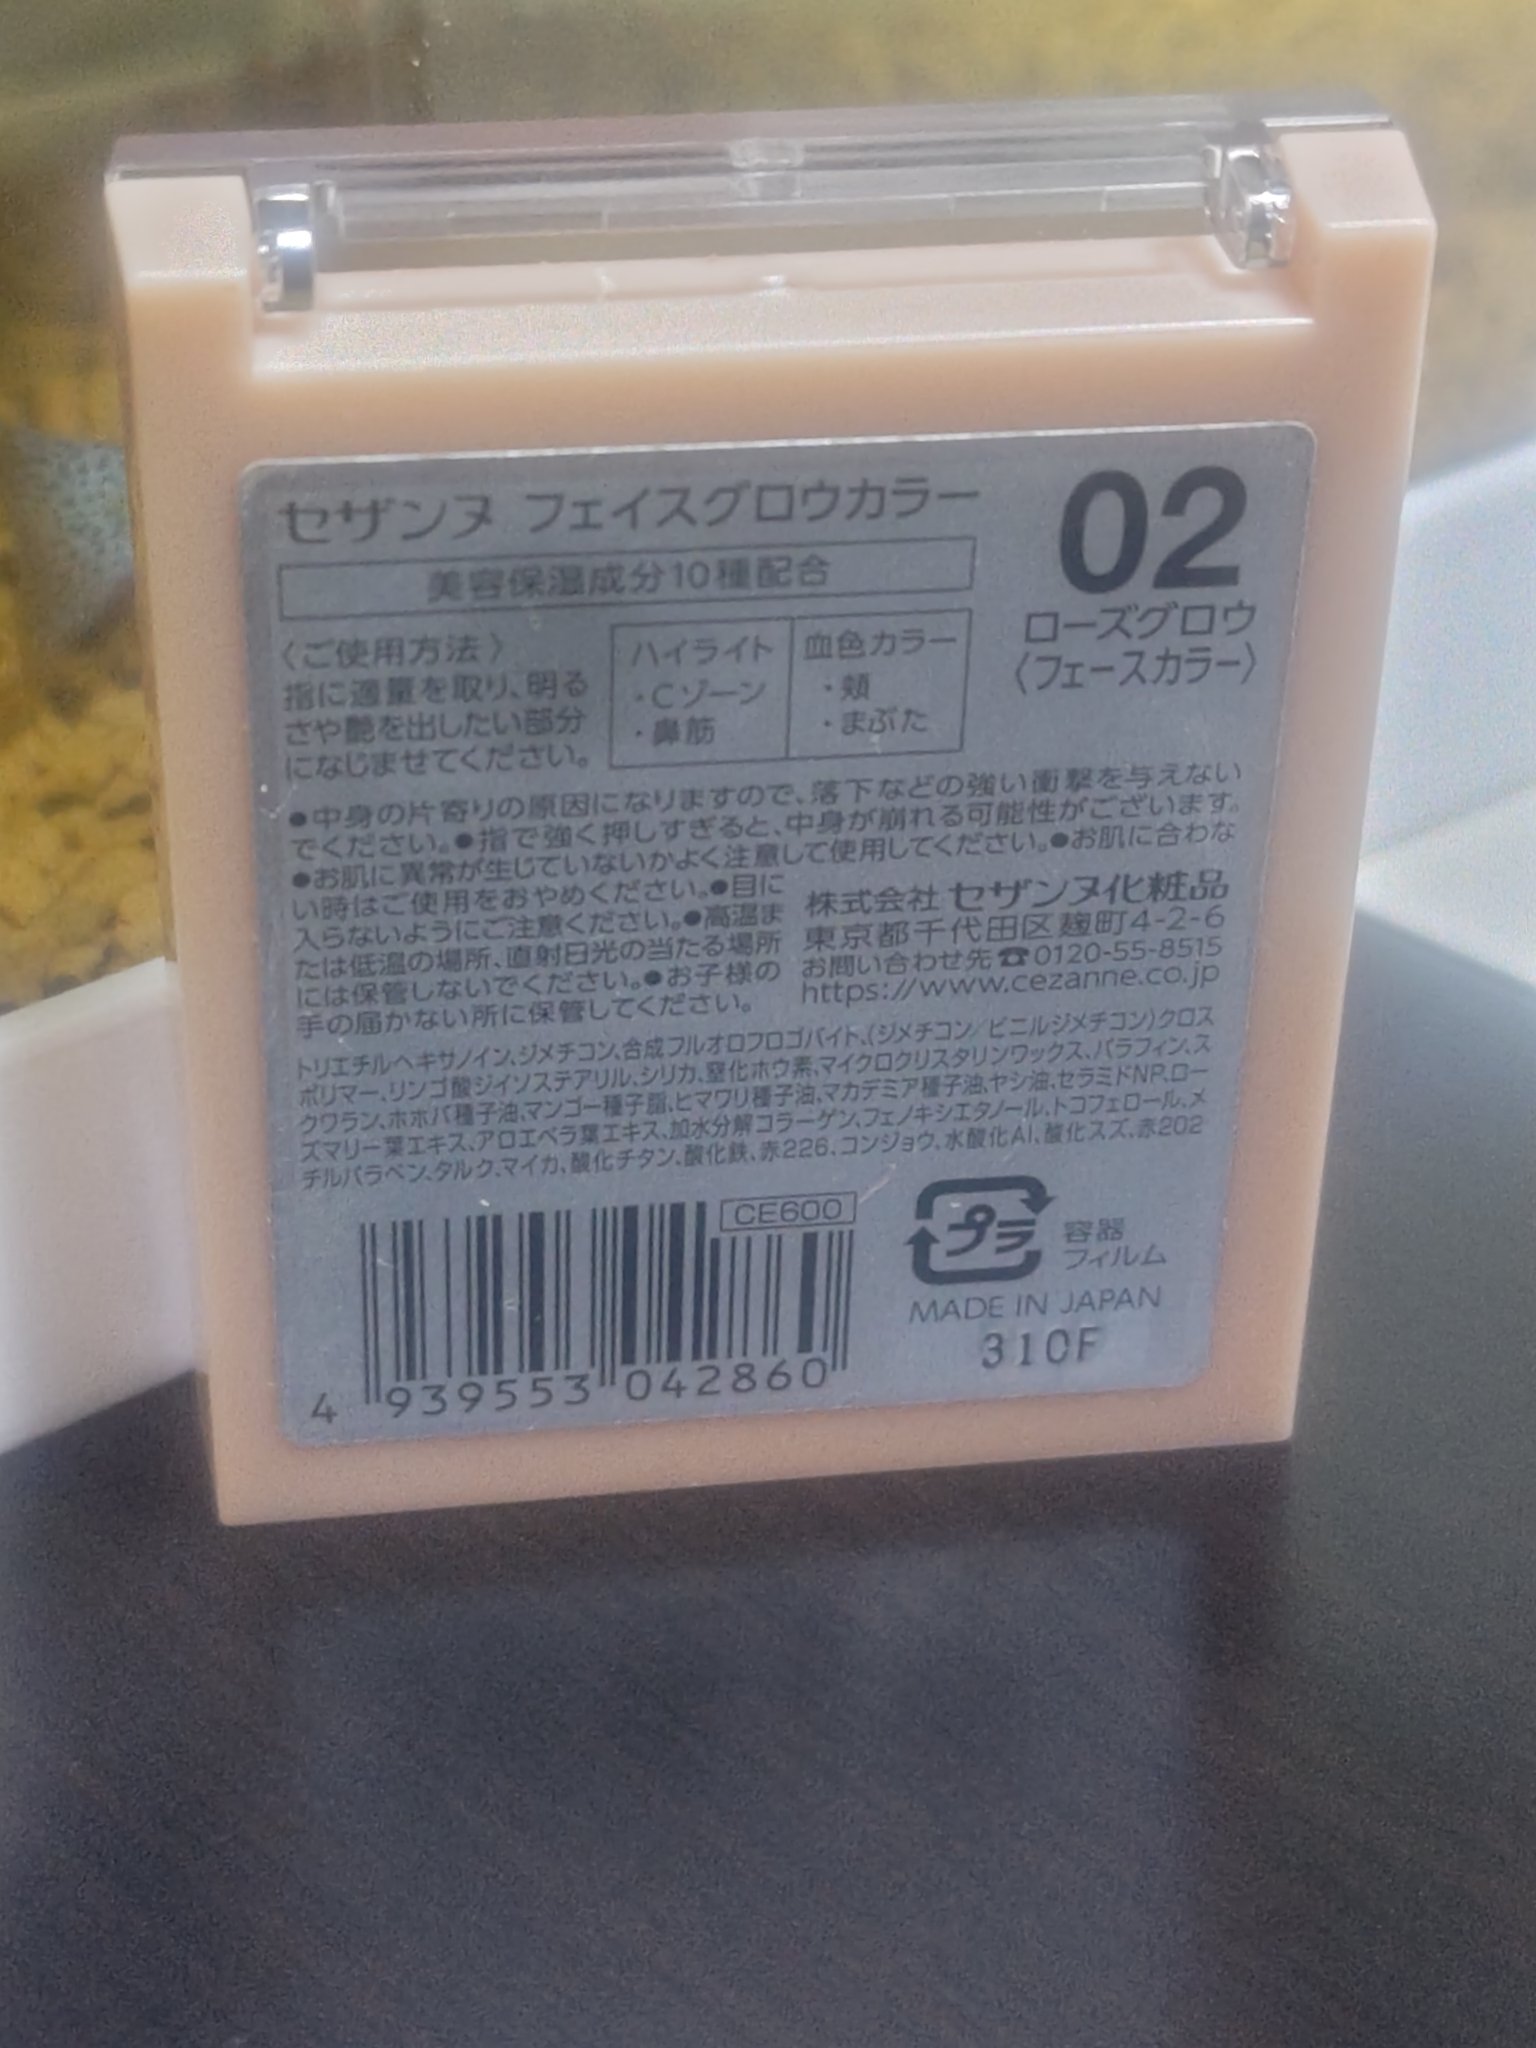 セザンヌ フェイスグロウカラー
02
ローズグロウ
〈フェースカラー〉
美容保湿成分10種配合
〈ご使用方法〉
指に適量を取り、明る
さや艶を出したい部分
になじませてください。
ハイライト
・Cゾーン
・鼻筋
血色カラー
・頬
・まぶた
●中身の片寄りの原因になりますので、落下などの強い衝撃を与えない
でください。●指で強く押しすぎると、中身が崩れる可能性がございます。
●お肌に異常が生じていないかよく注意して使用してください。●お肌に合わな
い時はご使用をおやめください。●目に
入らないようにご注意ください。●高温ま
たは低温の場所、直射日光の当たる場所
には保管しないでください。●お子様の
手の届かない所に保管してください。
株式会社 セザンヌ化粧品
東京都千代田区麹町4-2-6
お問い合わせ先☎0120-55-8515
https://www.cezanne.co.jp
トリエチルヘキサノイン、ジメチコン、合成フルオロフロゴパイト、(ジメチコン/ビニルジメチコン)クロス
ポリマー、リンゴ酸ジイソステアリル、シリカ、窒化ホウ素、マイクロクリスタリンワックス、パラフィン、ス
クワラン、ホホバ種子油、マンゴー種子脂、ヒマワリ種子油、マカデミア種子油、ヤシ油、セラミドNP、ロー
ズマリー葉エキス、アロエベラ葉エキス、加水分解コラーゲン、フェノキシエタノール、トコフェロール、メ
チルパラベン、タルク、マイカ、酸化チタン、酸化鉄、赤226、コンジョウ、水酸化Al、酸化スズ、赤202
CE600
4 939553 042860
プラ
容器
フィルム
MADE IN JAPAN
310F